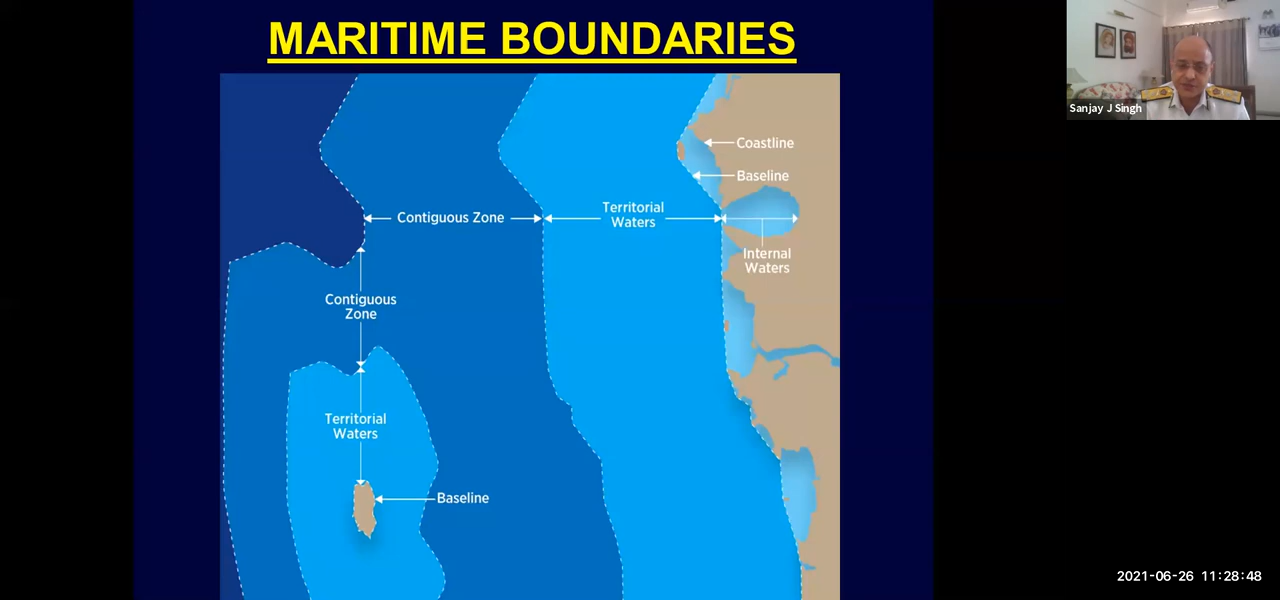 MARITIME BOUNDARIES
Sanjay J Singh
Coastline
Baseline
Contiguous Zone
Territorial
Waters
Internal
Waters
Contiguous
Zone
Territorial
Waters
Baseline
2021-06-26 11:28:48